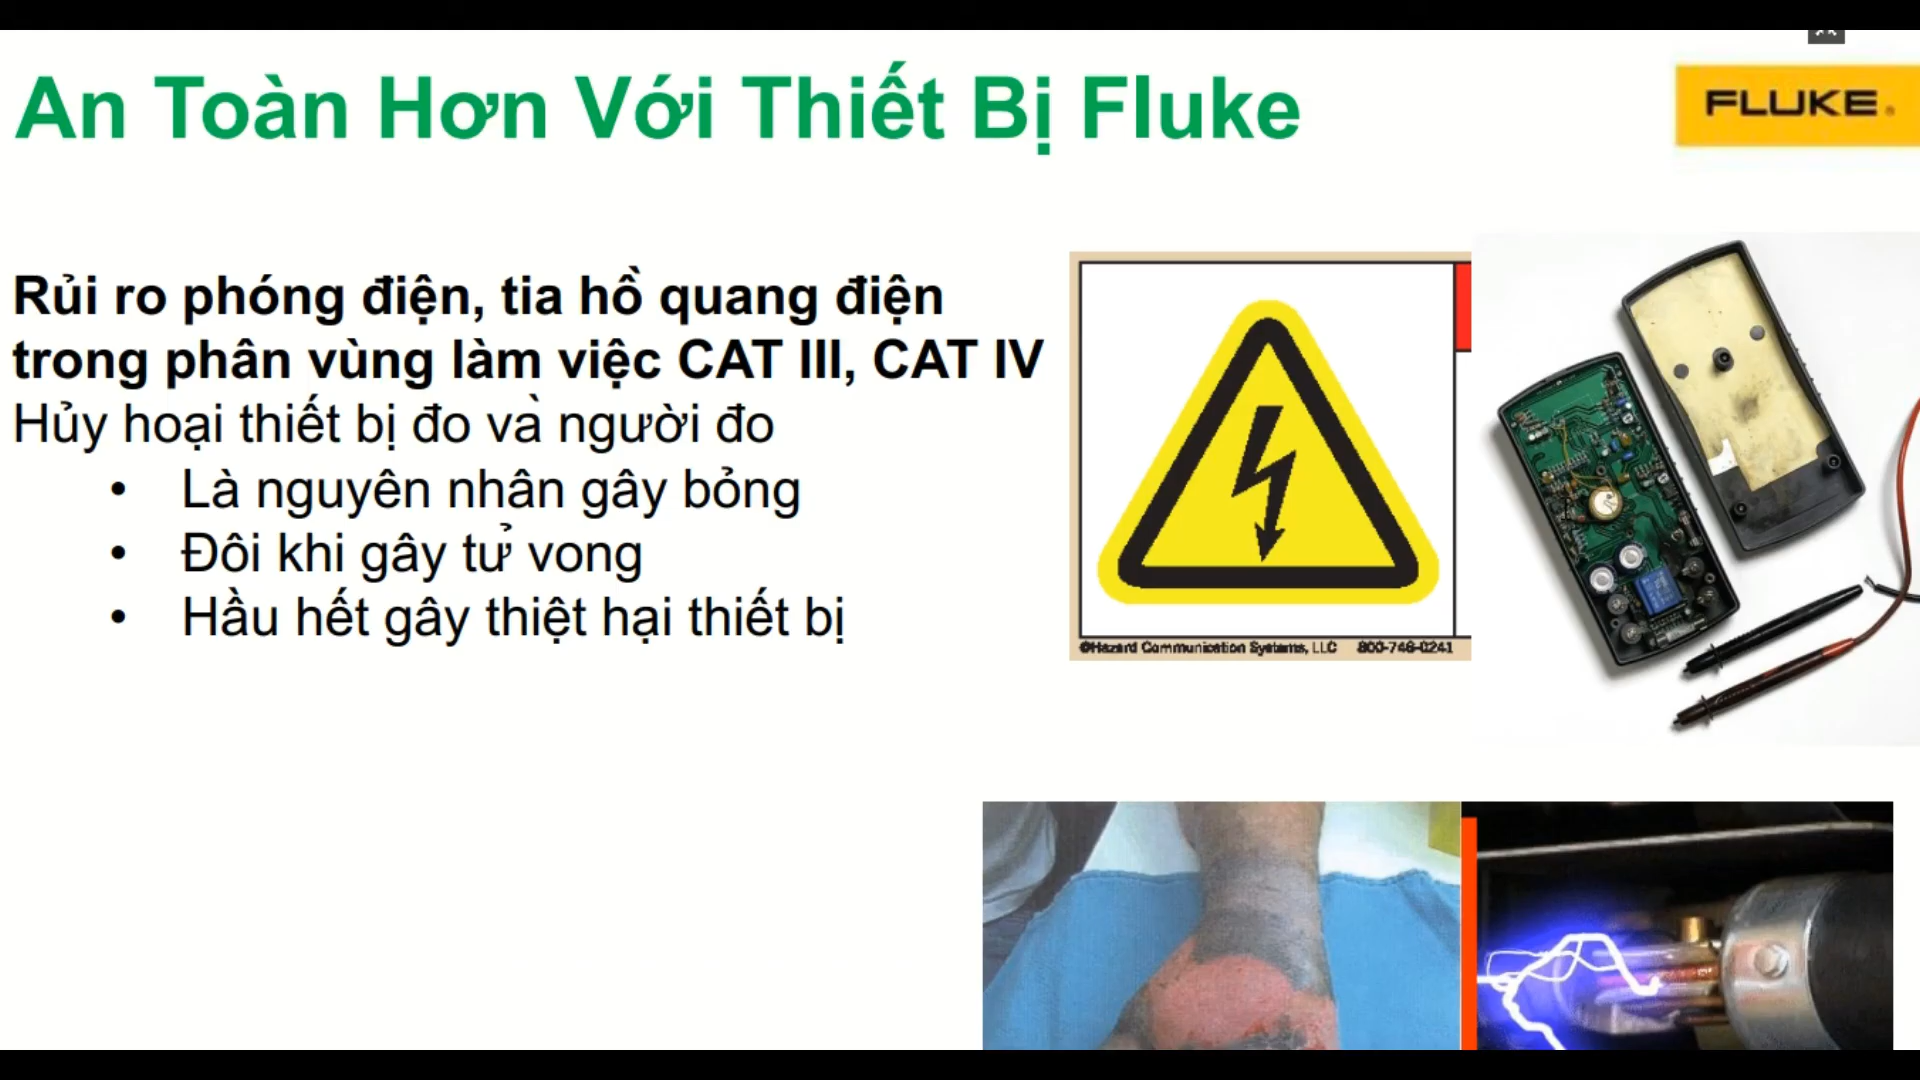 An Toàn Hơn Với Thiết Bị Fluke
FLUKE®
Rủi ro phóng điện, tia hồ quang điện
trong phân vùng làm việc CAT III, CAT IV
Hủy hoại thiết bị đo và người đo
• Là nguyên nhân gây bỏng
• Đôi khi gây tử vong
• Hầu hết gây thiệt hại thiết bị
©Hazard Communication Systems, LLC 800-748-0241